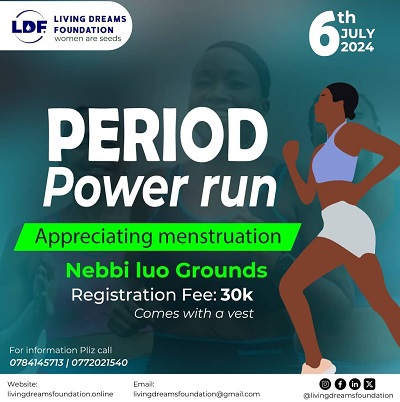 LDF
LIVING DREAMS
FOUNDATION
women are seeds
6th
JULY
2024
PERIOD
Power run
Appreciating menstruation
Nebbi luo Grounds
Registration Fee: 30k
Comes with a vest
For information Pliz call
0784145713 | 0772021540
Website:
livingdreamsfoundation.online
Email:
livingdreamsfoundation@gmail.com
@livingdreamsfoundation